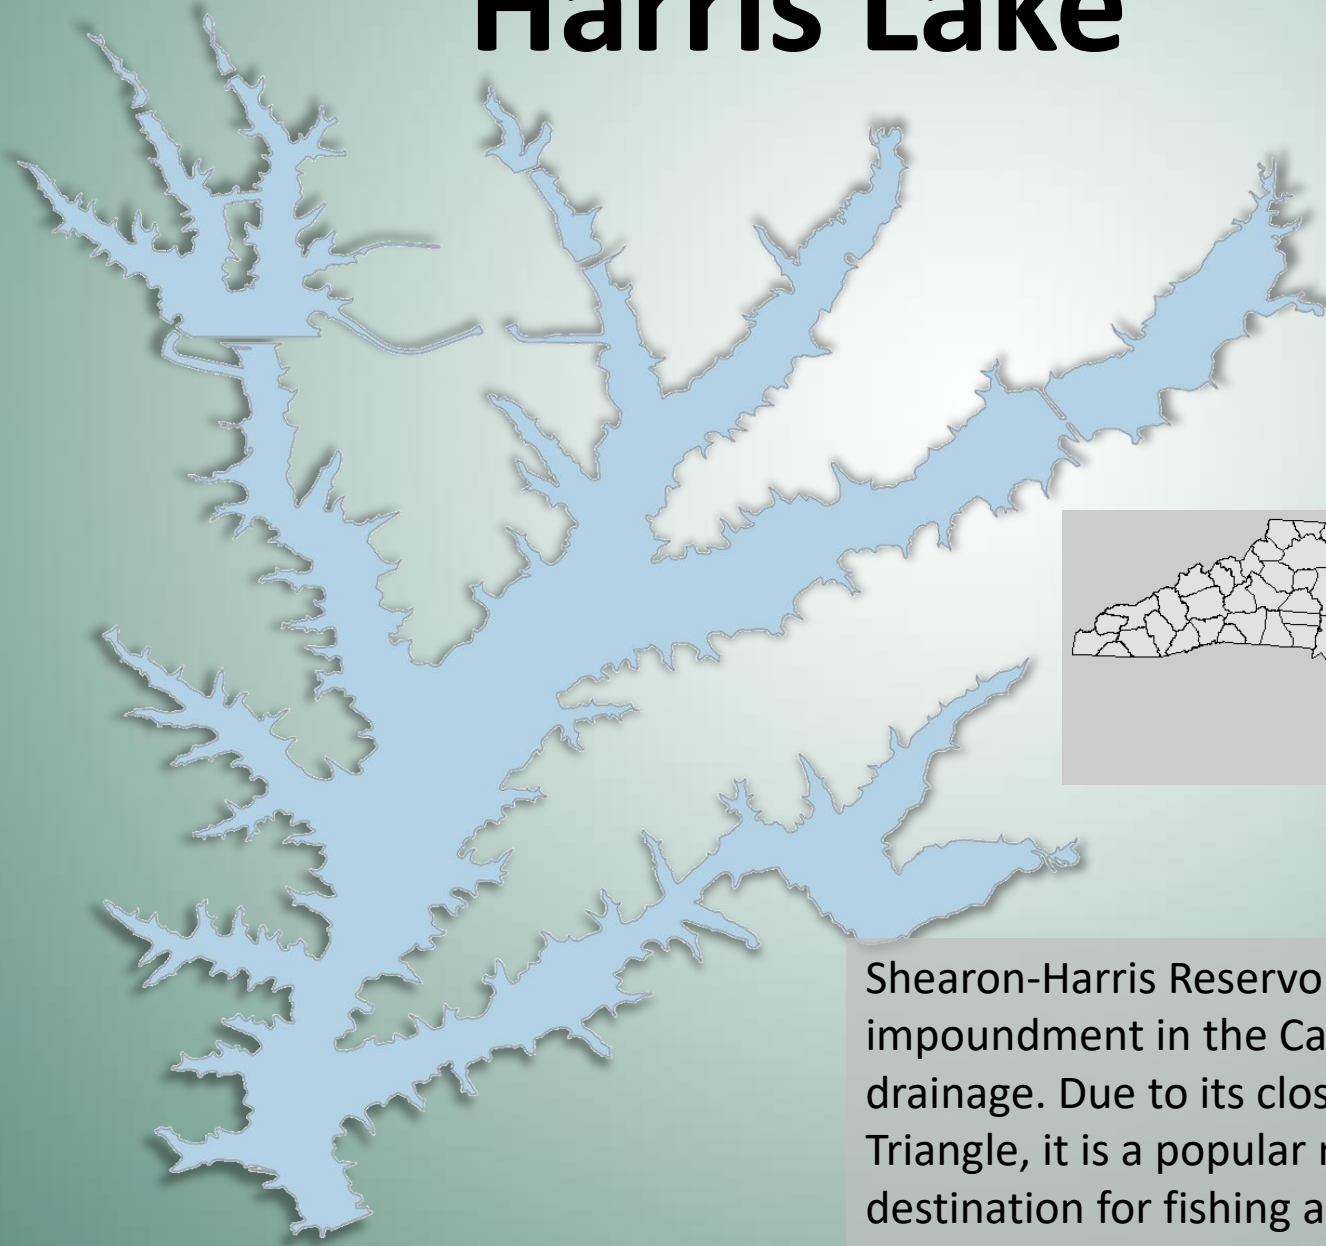 Harris Lake
Shearon-Harris Reservo
impoundment in the Ca
drainage. Due to its clos
Triangle, it is a popular
destination for fishing a